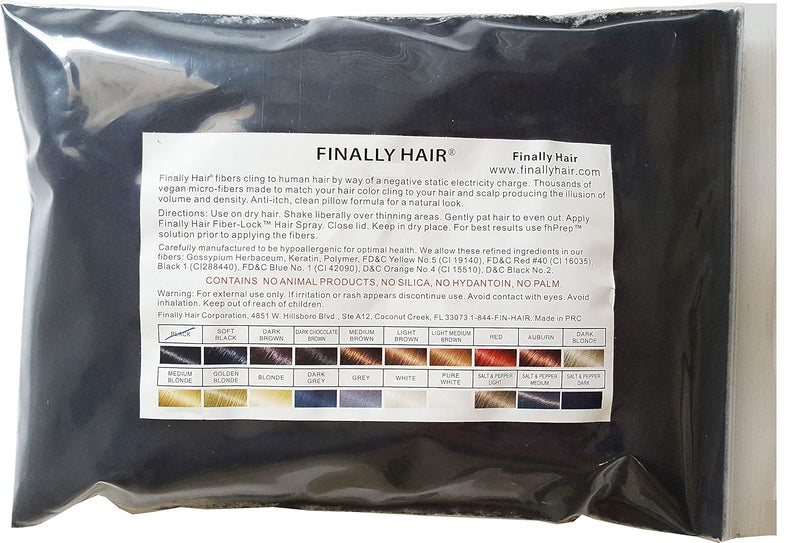 FINALLY HAIR®
Finally Hair
www.finallyhair.com
Finally Hair® fibers cling to human hair by way of a negative static electricity charge. Thousands of
vegan micro-fibers made to match your hair color cling to your hair and scalp producing the illusion of
volume and density. Anti-itch, clean pillow formula for a natural look.
Directions: Use on dry hair. Shake liberally over thinning areas. Gently pat hair to even out. Apply
Finally Hair Fiber-Lock™ Hair Spray. Close lid. Keep in dry place. For best results use fhPrep™
solution prior to applying the fibers.
Carefully manufactured to be hypoallergenic for optimal health. We allow these refined ingredients in our
fibers: Gossypium Herbaceum, Keratin, Polymer, FD&C Yellow No.5 (CI 19140), FD&C Red #40 (CI 16035),
Black 1 (CI288440), FD&C Blue No. 1 (CI 42090), D&C Orange No.4 (CI 15510), D&C Black No.2.
CONTAINS NO ANIMAL PRODUCTS, NO SILICA, NO HYDANTOIN, NO PALM.
Warning: For external use only. If irritation or rash appears discontinue use. Avoid contact with eyes. Avoid
inhalation. Keep out of reach of children.
Finally Hair Corporation, 4851 W. Hillsboro Blvd., Ste A12, Coconut Creek, FL 33073 1-844-FIN-HAIR. Made in PRC
BLACK
SOFT BLACK
DARK BROWN
DARK CHOCOLATE BROWN
MEDIUM BROWN
LIGHT BROWN
LIGHT MEDIUM BROWN
RED
AUBURN
DARK BLONDE
MEDIUM BLONDE
GOLDEN BLONDE
BLONDE
DARK GREY
GREY
WHITE
PURE WHITE
SALT & PEPPER LIGHT
SALT & PEPPER MEDIUM
SALT & PEPPER DARK